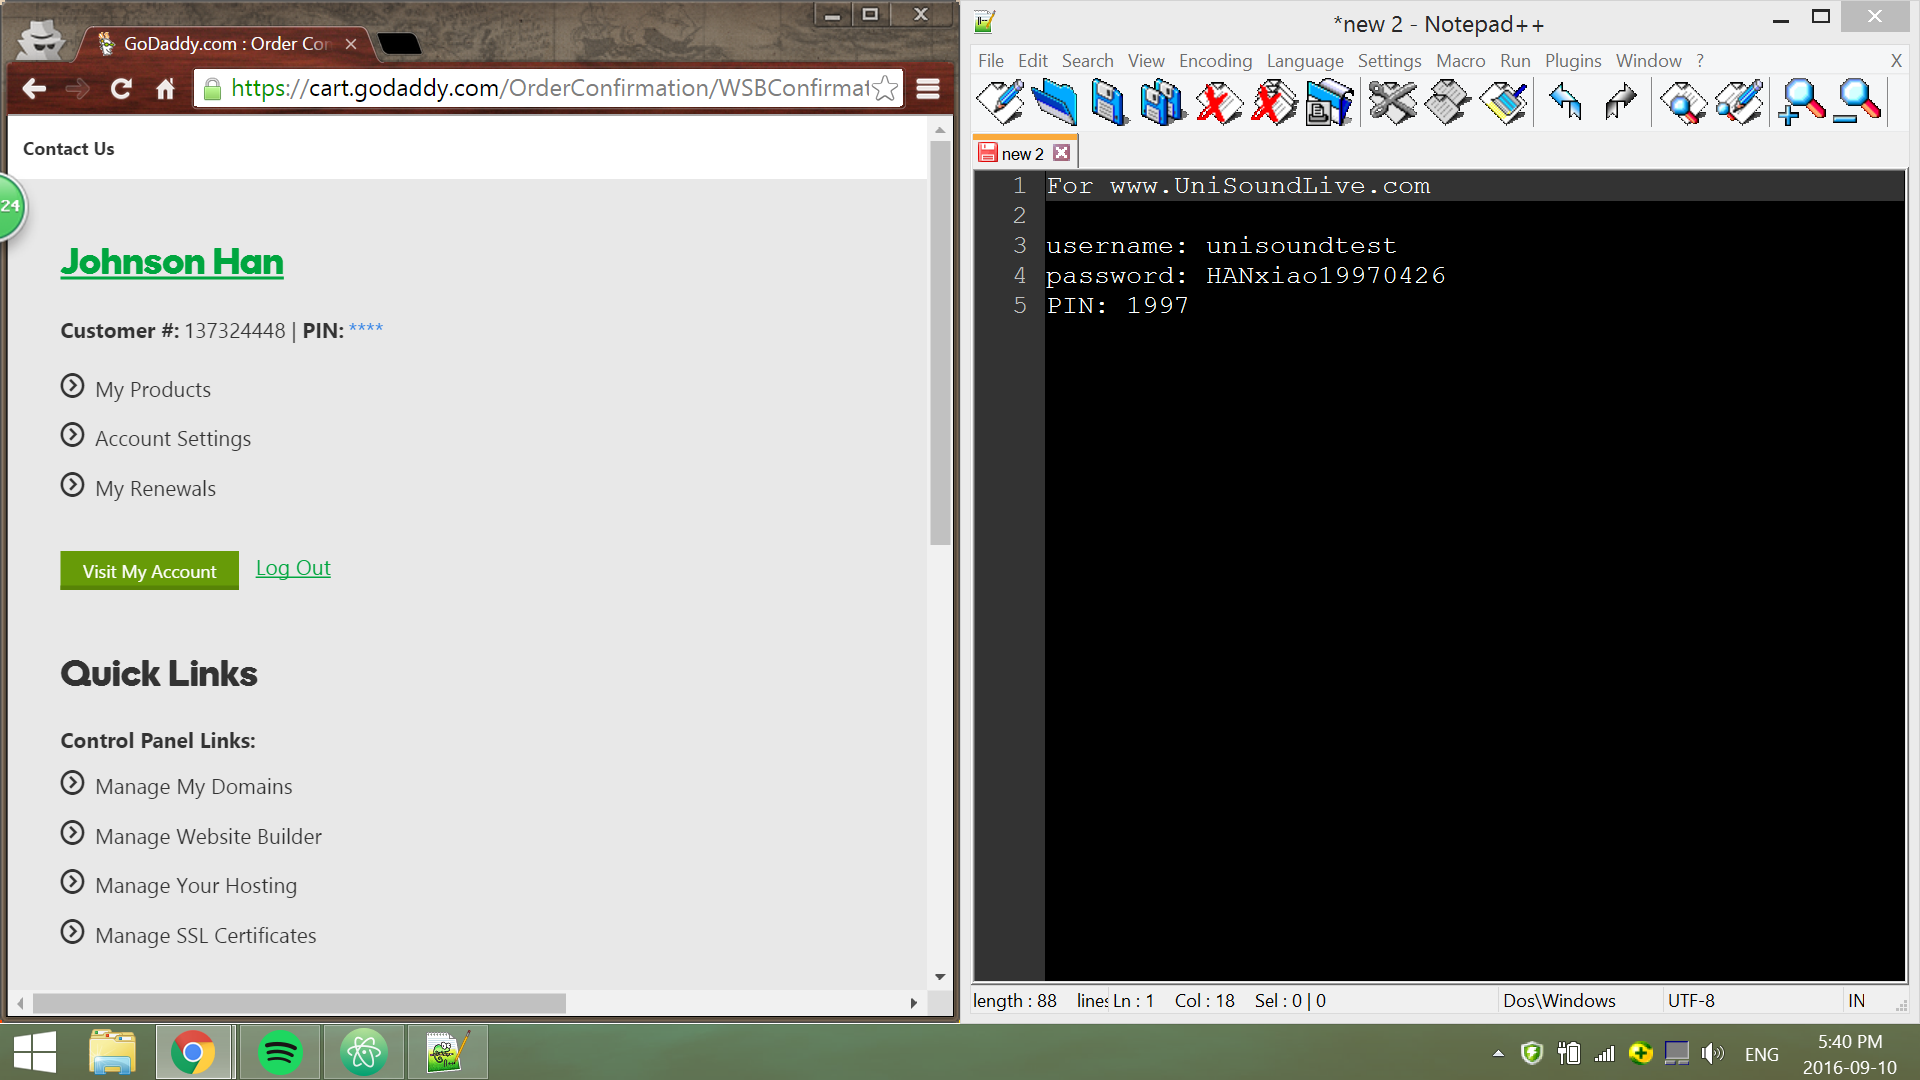 GoDaddy.com : Order Con
https://cart.godaddy.com/OrderConfirmation/WSBConfirmat
Contact Us
24
Johnson Han
Customer #: 137324448 | PIN: ****
My Products
Account Settings
My Renewals
Visit My Account
Log Out
Quick Links
Control Panel Links:
Manage My Domains
Manage Website Builder
Manage Your Hosting
Manage SSL Certificates
*new 2 - Notepad++
File Edit Search View Encoding Language Settings Macro Run Plugins Window ? X
new 2
1 For www.UniSoundLive.com
2
3 username: unisoundtest
4 password: HANxiao19970426
5 PIN: 1997
length : 88 lines Ln : 1 Col : 18 Sel : 0 | 0 Dos\Windows UTF-8 IN
ENG
5:40 PM
2016-09-10